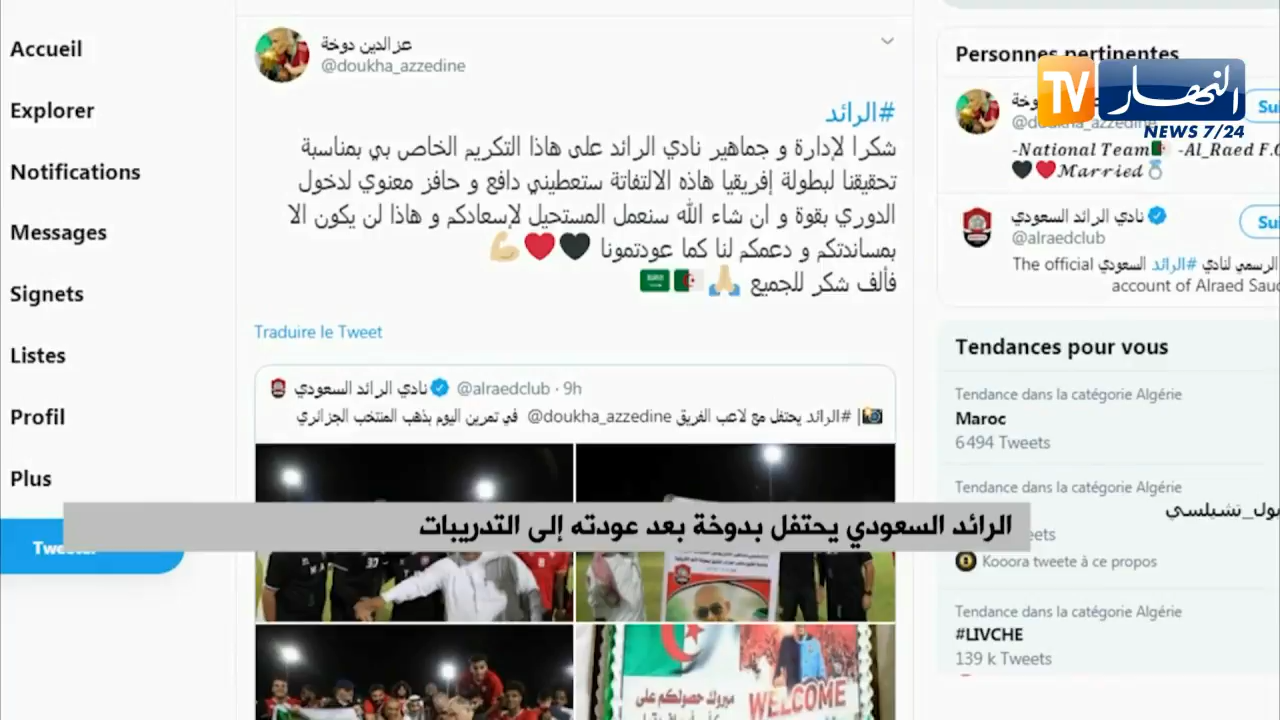 Accueil
Explorer
Notifications
Messages
Signets
Listes
Profil
Plus
عزالدين دوخة
@doukha_azzedine
#الرائد
شكرا لإدارة و جماهير نادي الرائد على هاذا التكريم الخاص بي بمناسبة
تحقيقنا لبطولة إفريقيا هاذه الالتفاتة ستعطيني دافع و حافز معنوي لدخول
الدوري بقوة و ان شاء الله سنعمل المستحيل لإسعادكم و هاذا لن يكون الا
بمساندتكم و دعمكم لنا كما عودتمونا 🖤❤️💪🏼
فألف شكر للجميع 🙏🏼🇩🇿🇸🇦
Traduire le Tweet
نادي الرائد السعودي @alraedclub · 9h
📸| #الرائد يحتفل مع لاعب الفريق @doukha_azzedine في تمرين اليوم بذهب المنتخب الجزائري
مبروك حصولكم على
WELCOME
الرائد السعودي يحتفل بدوخة بعد عودته إلى التدريبات
Personnes pertinentes
TV النهار
NEWS 7/24
@doukha_azzedine
-National Team🇩🇿 -Al_Raed F.C
🖤❤️Married💍
نادي الرائد السعودي
@alraedclub
Su
الرسمي لنادي #الرائد السعودي The official
account of Alraed Saud
Tendances pour vous
Tendance dans la catégorie Algérie
Maroc
6 494 Tweets
Tendance dans la catégorie Algérie
Kooora tweete à ce propos
Tendance dans la catégorie Algérie
#LIVCHE
139 k Tweets